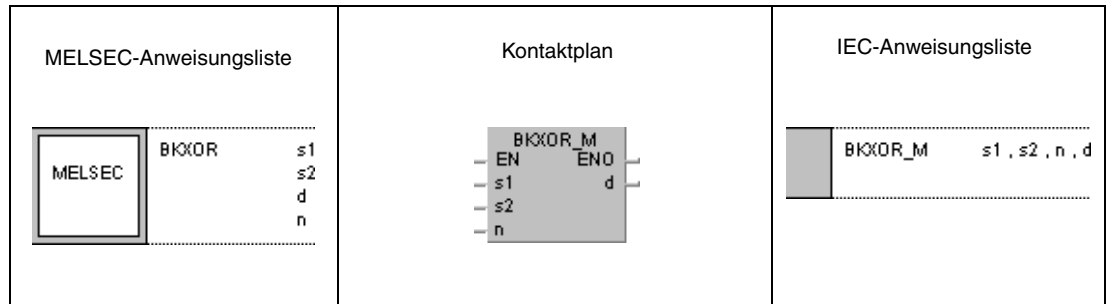 MELSEC-Anweisungsliste
MELSEC
BKXOR s1
s2
d
n
Kontaktplan
BKXOR_M
EN ENO
s1 d
s2
n
IEC-Anweisungsliste
BKXOR_M s1 , s2 , n , d